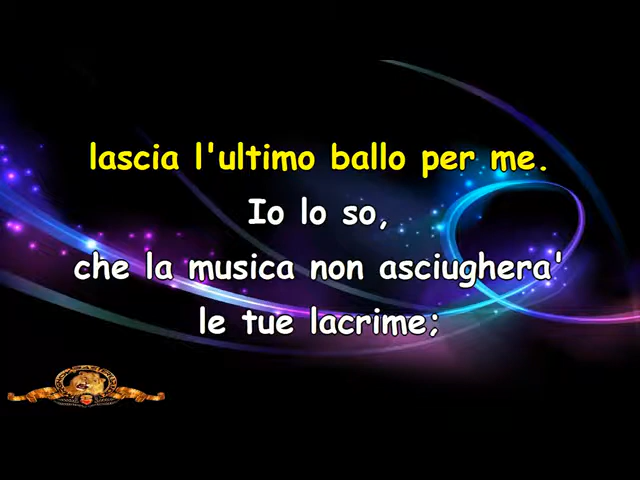 lascia l'ultimo ballo per me.
Io lo so,
che la musica non asciughera'
le tue lacrime;